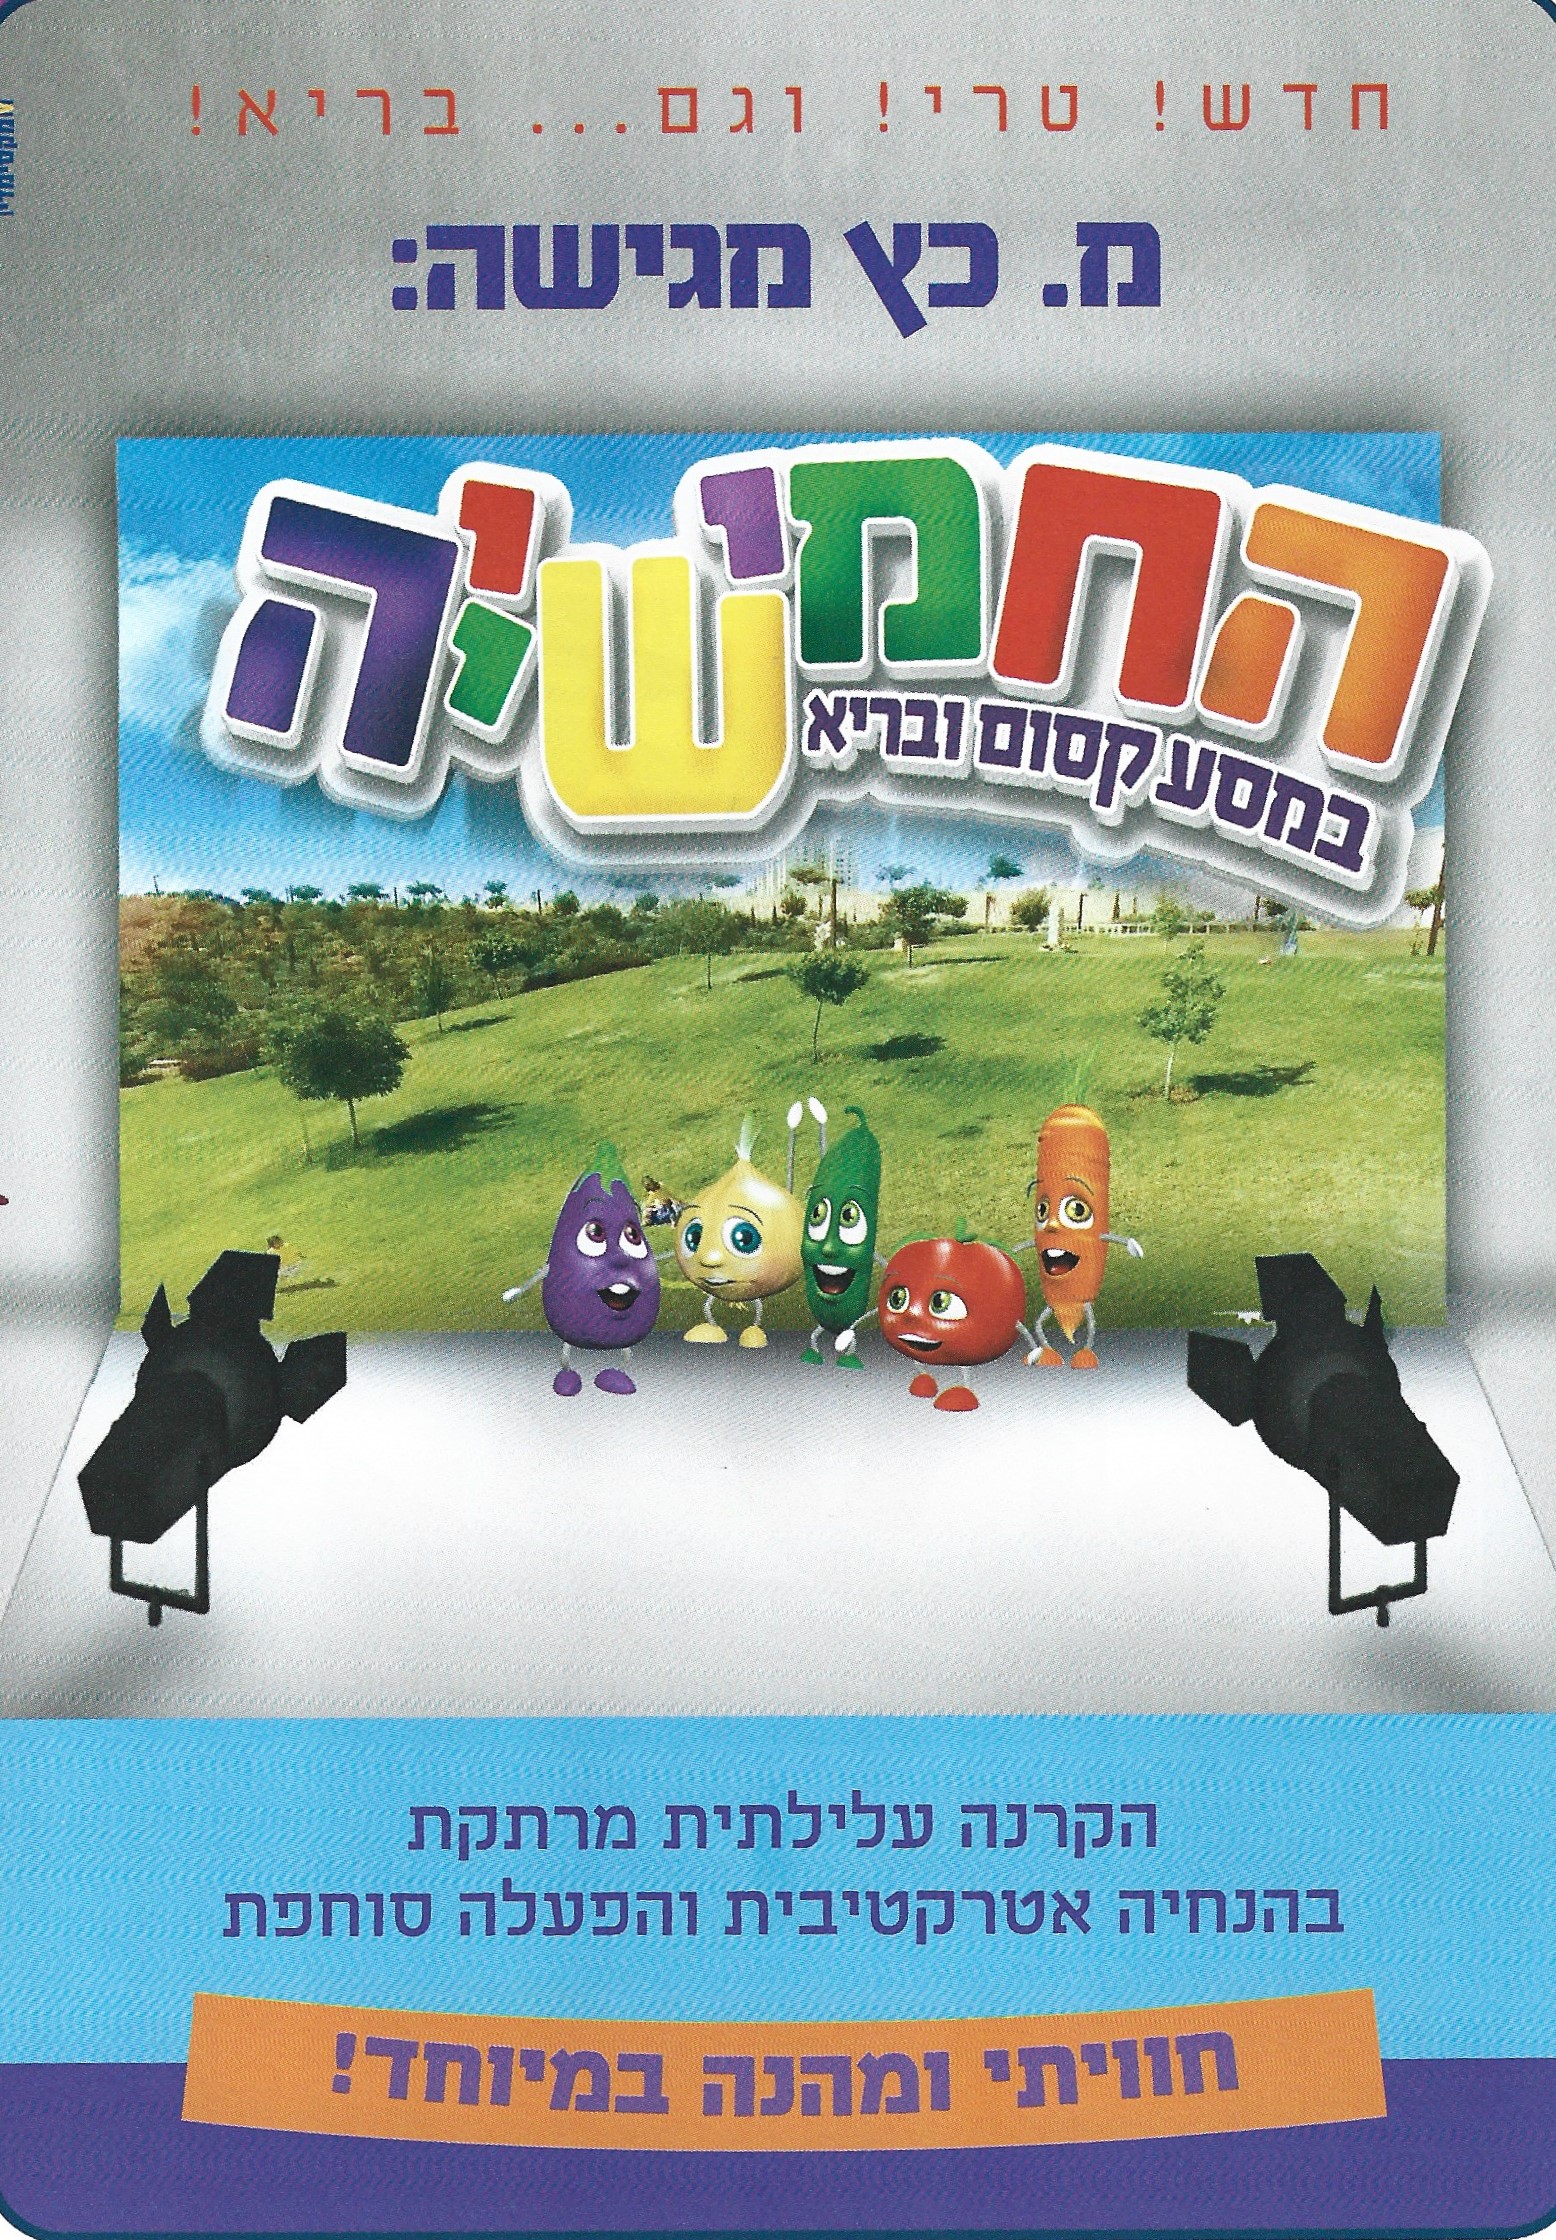 חדש! טרי! וגם... בריא!
מ. כץ מגישה:
החמישיה
במסע קסום ובריא
הקרנה עלילתית מרתקת
בהנחיה אטרקטיבית והפעלה סוחפת
חוויתי ומהנה במיוחד!